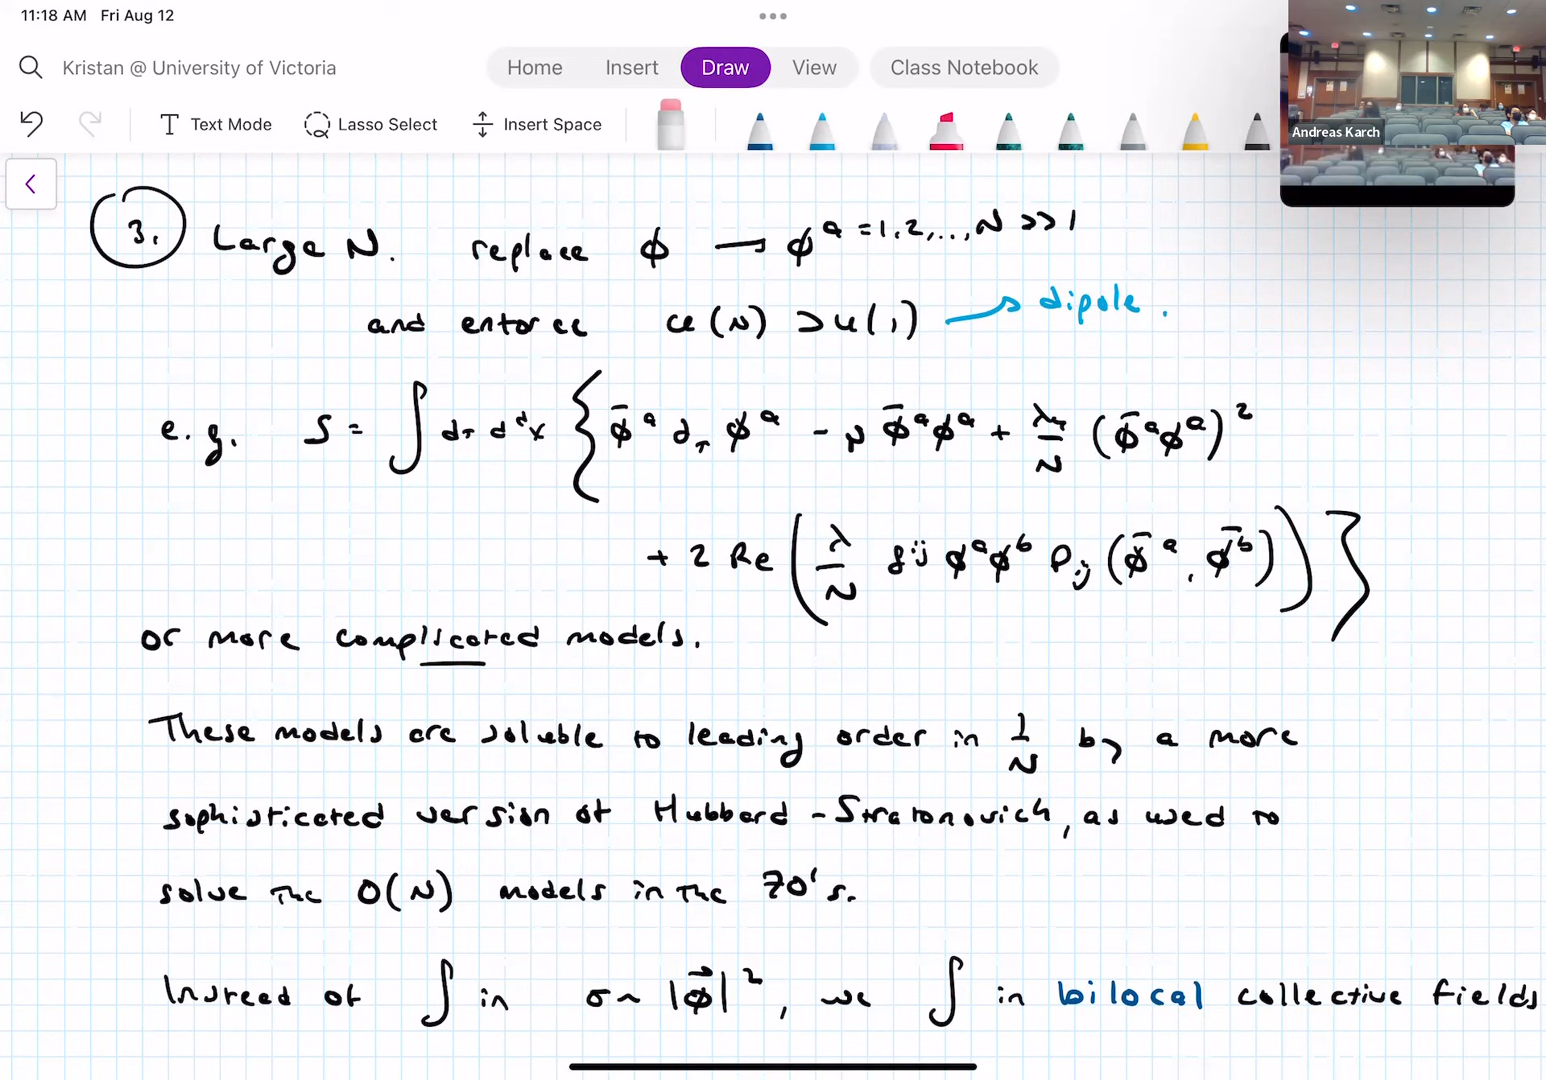 11:18 AM Fri Aug 12
Kristan @ University of Victoria
Home Insert Draw View Class Notebook
Text Mode Lasso Select Insert Space
Andreas Karch
3. Large N. replace ϕ → ϕ^a = 1,2,..,N >> 1
and enforce U(N) ⊃ U(1) → dipole.
e.g. S = ∫ dτ d^dx { ϕ̄^a ∂_τ ϕ^a - μ ϕ̄^a ϕ^a + λ_4/N (ϕ̄^a ϕ^a)^2
+ 2 Re ( λ/N δ^ij ϕ^a ϕ^b D_ij (ϕ̄^a, ϕ̄^b) ) }
or more complicated models.
These models are soluble to leading order in 1/N by a more
sophisticated version of Hubbard-Stratonovich, as used to
solve the O(N) models in the 70's.
Instead of ∫ in σ ~ |ϕ⃗|^2, we ∫ in bilocal collective fields